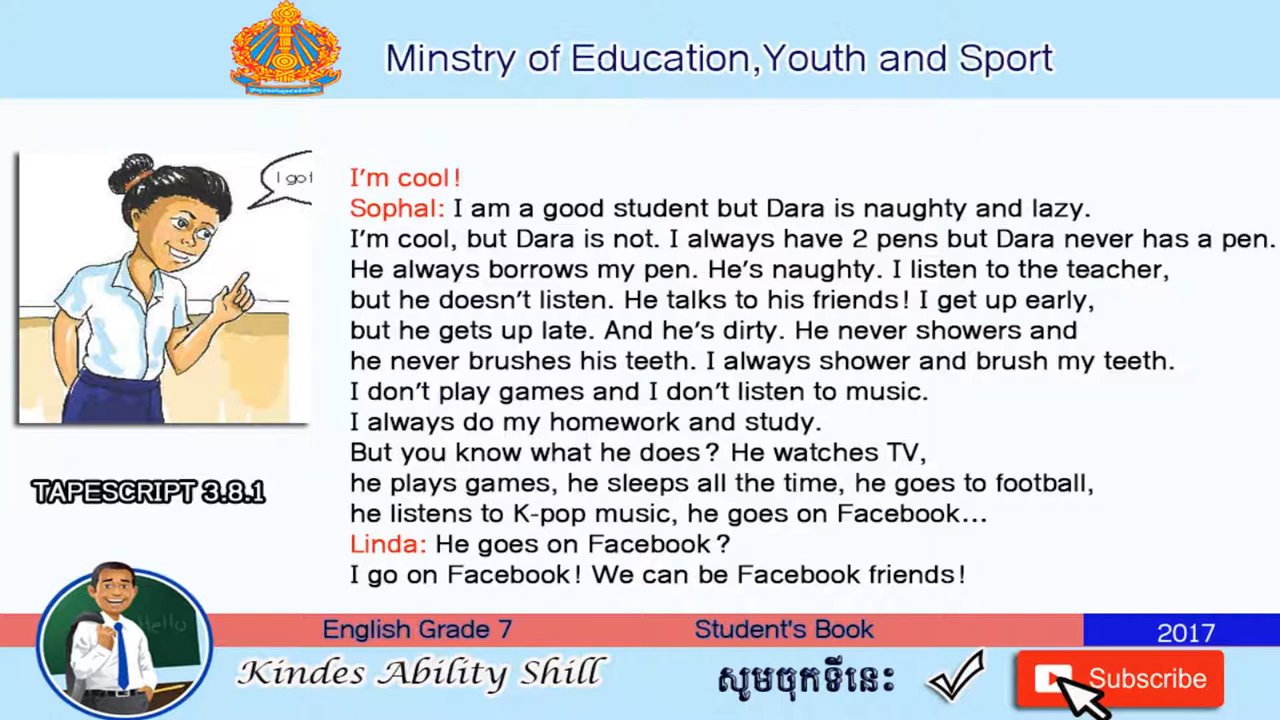 Minstry of Education,Youth and Sport
I got
I'm cool!
Sophal: I am a good student but Dara is naughty and lazy.
I'm cool, but Dara is not. I always have 2 pens but Dara never has a pen.
He always borrows my pen. He's naughty. I listen to the teacher,
but he doesn't listen. He talks to his friends! I get up early,
but he gets up late. And he's dirty. He never showers and
he never brushes his teeth. I always shower and brush my teeth.
I don't play games and I don't listen to music.
I always do my homework and study.
But you know what he does? He watches TV,
he plays games, he sleeps all the time, he goes to football,
he listens to K-pop music, he goes on Facebook...
Linda: He goes on Facebook?
I go on Facebook! We can be Facebook friends!
TAPESCRIPT 3.8.1
Hello
English Grade 7
Student's Book
2017
Kindes Ability Shill
សូមចុកទីនេះ
Subscribe